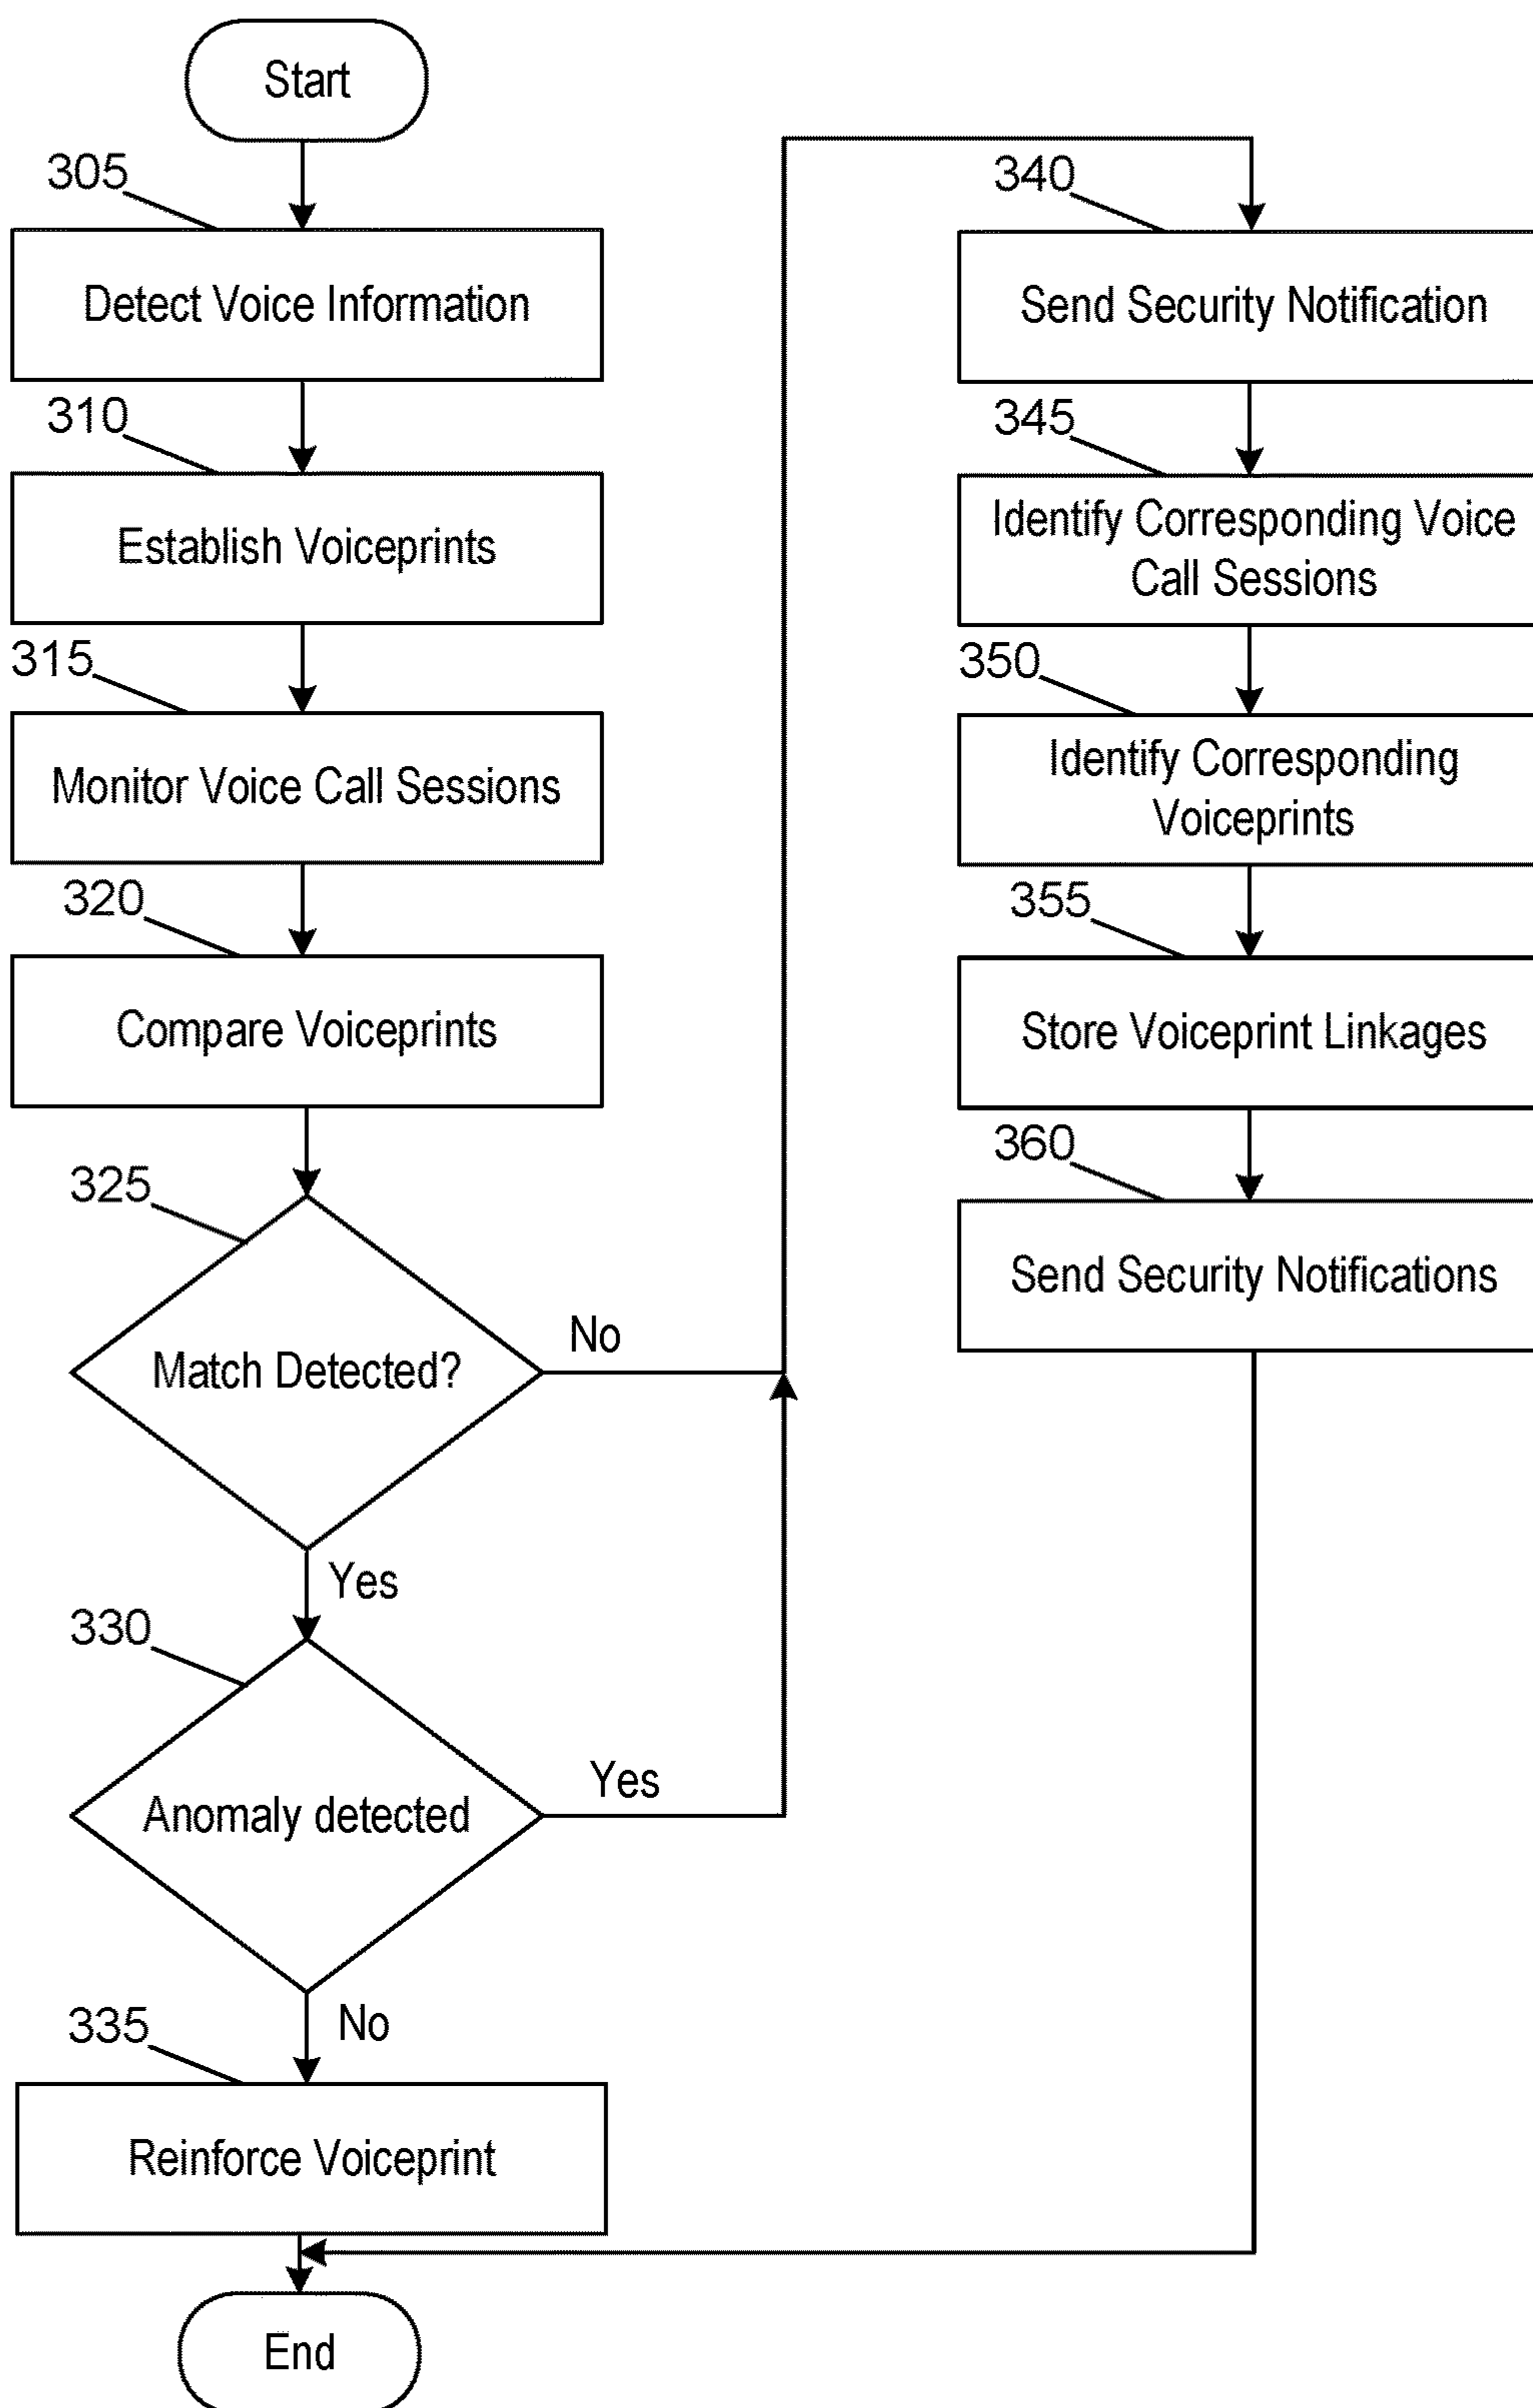 Start
305
Detect Voice Information
310
Establish Voiceprints
315
Monitor Voice Call Sessions
320
Compare Voiceprints
325
Match Detected?
No
Yes
330
Anomaly detected
Yes
No
335
Reinforce Voiceprint
End
340
Send Security Notification
345
Identify Corresponding Voice
Call Sessions
350
Identify Corresponding
Voiceprints
355
Store Voiceprint Linkages
360
Send Security Notifications